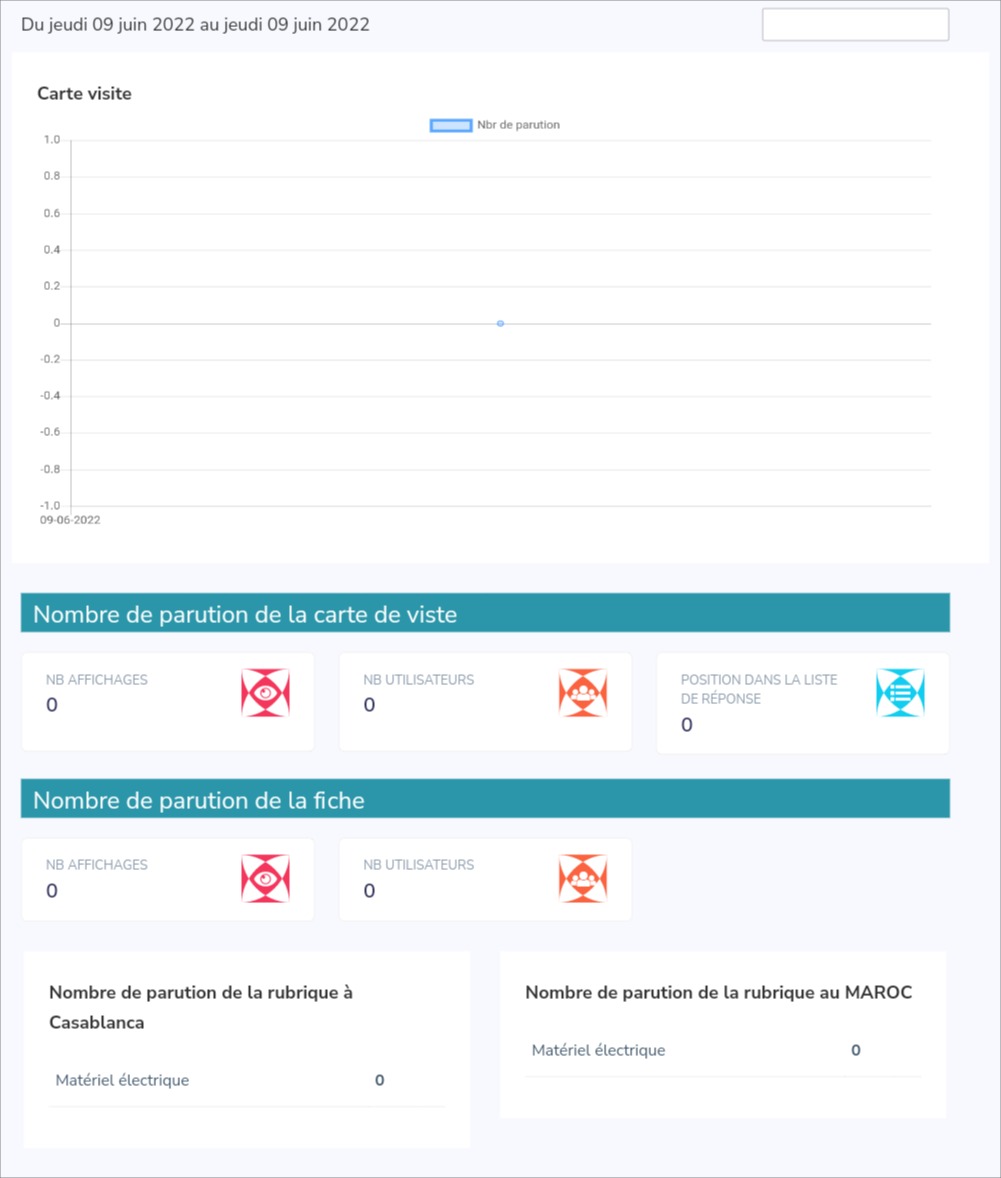 Du jeudi 09 juin 2022 au jeudi 09 juin 2022
Carte visite
Nbr de parution
1.0
0.8
0.6
0.4
0.2
0
-0.2
-0.4
-0.6
-0.8
-1.0
09-06-2022
Nombre de parution de la carte de viste
NB AFFICHAGES
0
NB UTILISATEURS
0
POSITION DANS LA LISTE
DE RÉPONSE
0
Nombre de parution de la fiche
NB AFFICHAGES
0
NB UTILISATEURS
0
Nombre de parution de la rubrique à
Casablanca
Matériel électrique 0
Nombre de parution de la rubrique au MAROC
Matériel électrique 0